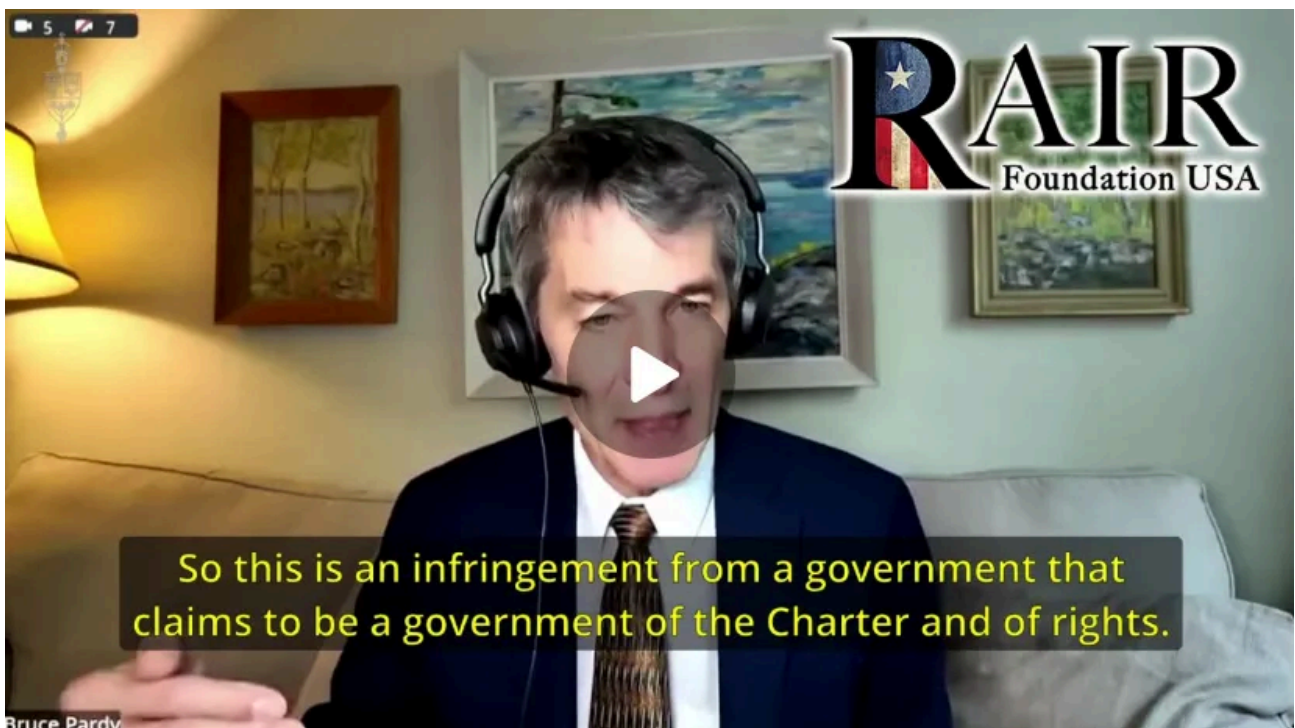 5 7
RAIR
Foundation USA
So this is an infringement from a government that
claims to be a government of the Charter and of rights.
Bruce Pardy